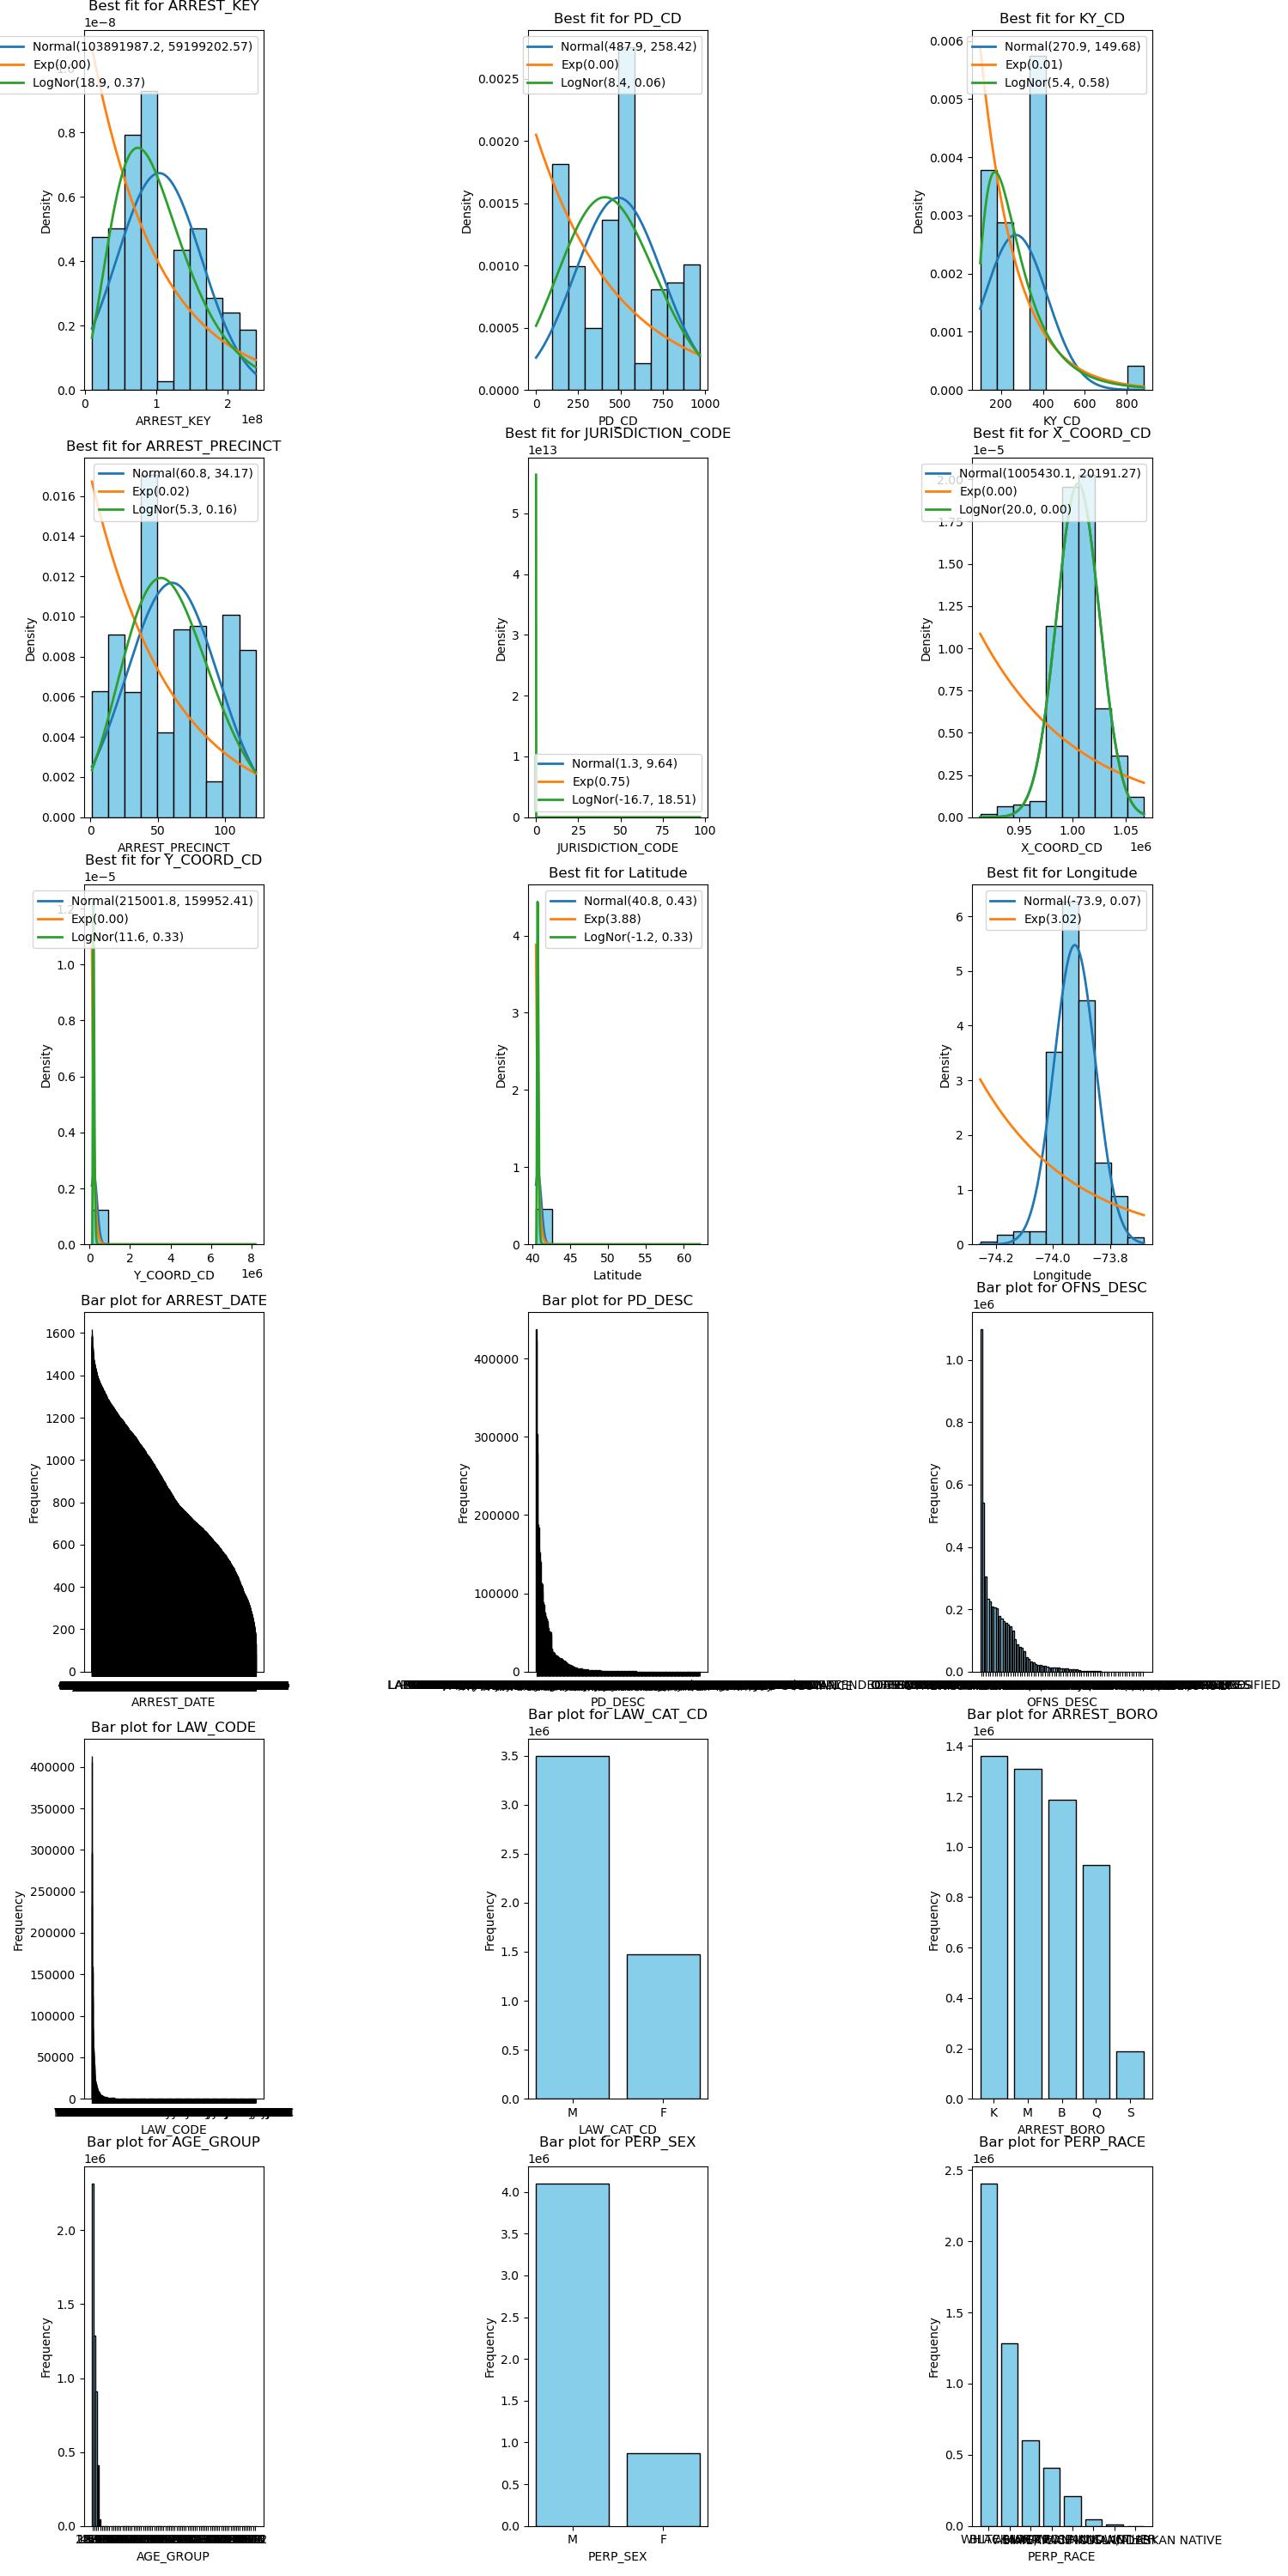 Best fit for ARREST_KEY
1e−8
Normal(103891987.2, 59199202.57)
Exp(0.00)
LogNor(18.9, 0.37)
0.8
0.6
0.4
0.2
0.0
Density
0 1 2
1e8
ARREST_KEY
Best fit for PD_CD
Normal(487.9, 258.42)
Exp(0.00)
LogNor(8.4, 0.06)
0.0025
0.0020
0.0015
0.0010
0.0005
0.0000
Density
0 250 500 750 1000
PD_CD
Best fit for KY_CD
Normal(270.9, 149.68)
Exp(0.01)
LogNor(5.4, 0.58)
0.006
0.005
0.004
0.003
0.002
0.001
0.000
Density
200 400 600 800
KY_CD
Best fit for ARREST_PRECINCT
Normal(60.8, 34.17)
Exp(0.02)
LogNor(5.3, 0.16)
0.016
0.014
0.012
0.010
0.008
0.006
0.004
0.002
0.000
Density
0 50 100
ARREST_PRECINCT
Best fit for JURISDICTION_CODE
1e13
5
4
3
2
1
0
Density
Normal(1.3, 9.64)
Exp(0.75)
LogNor(-16.7, 18.51)
0 25 50 75 100
JURISDICTION_CODE
Best fit for X_COORD_CD
1e−5
Normal(1005430.1, 20191.27)
Exp(0.00)
LogNor(20.0, 0.00)
2.00
1.75
1.50
1.25
1.00
0.75
0.50
0.25
0.00
Density
0.95 1.00 1.05
1e6
X_COORD_CD
Best fit for Y_COORD_CD
1e−5
Normal(215001.8, 159952.41)
Exp(0.00)
LogNor(11.6, 0.33)
1.2
1.0
0.8
0.6
0.4
0.2
0.0
Density
0 2 4 6 8
1e6
Y_COORD_CD
Best fit for Latitude
Normal(40.8, 0.43)
Exp(3.88)
LogNor(-1.2, 0.33)
4
3
2
1
0
Density
40 45 50 55 60
Latitude
Best fit for Longitude
Normal(-73.9, 0.07)
Exp(3.02)
6
5
4
3
2
1
0
Density
−74.2 −74.0 −73.8
Longitude
Bar plot for ARREST_DATE
1600
1400
1200
1000
800
600
400
200
0
Frequency
ARREST_DATE
Bar plot for PD_DESC
400000
300000
200000
100000
0
Frequency
PD_DESC
Bar plot for OFNS_DESC
1e6
1.0
0.8
0.6
0.4
0.2
0.0
Frequency
OFNS_DESC
Bar plot for LAW_CODE
400000
350000
300000
250000
200000
150000
100000
50000
0
Frequency
LAW_CODE
Bar plot for LAW_CAT_CD
1e6
3.5
3.0
2.5
2.0
1.5
1.0
0.5
0.0
Frequency
M F
LAW_CAT_CD
Bar plot for ARREST_BORO
1e6
1.4
1.2
1.0
0.8
0.6
0.4
0.2
0.0
Frequency
K M B Q S
ARREST_BORO
Bar plot for AGE_GROUP
1e6
2.0
1.5
1.0
0.5
0.0
Frequency
AGE_GROUP
Bar plot for PERP_SEX
1e6
4.0
3.5
3.0
2.5
2.0
1.5
1.0
0.5
0.0
Frequency
M F
PERP_SEX
Bar plot for PERP_RACE
1e6
2.5
2.0
1.5
1.0
0.5
0.0
Frequency
NATIVE
PERP_RACE